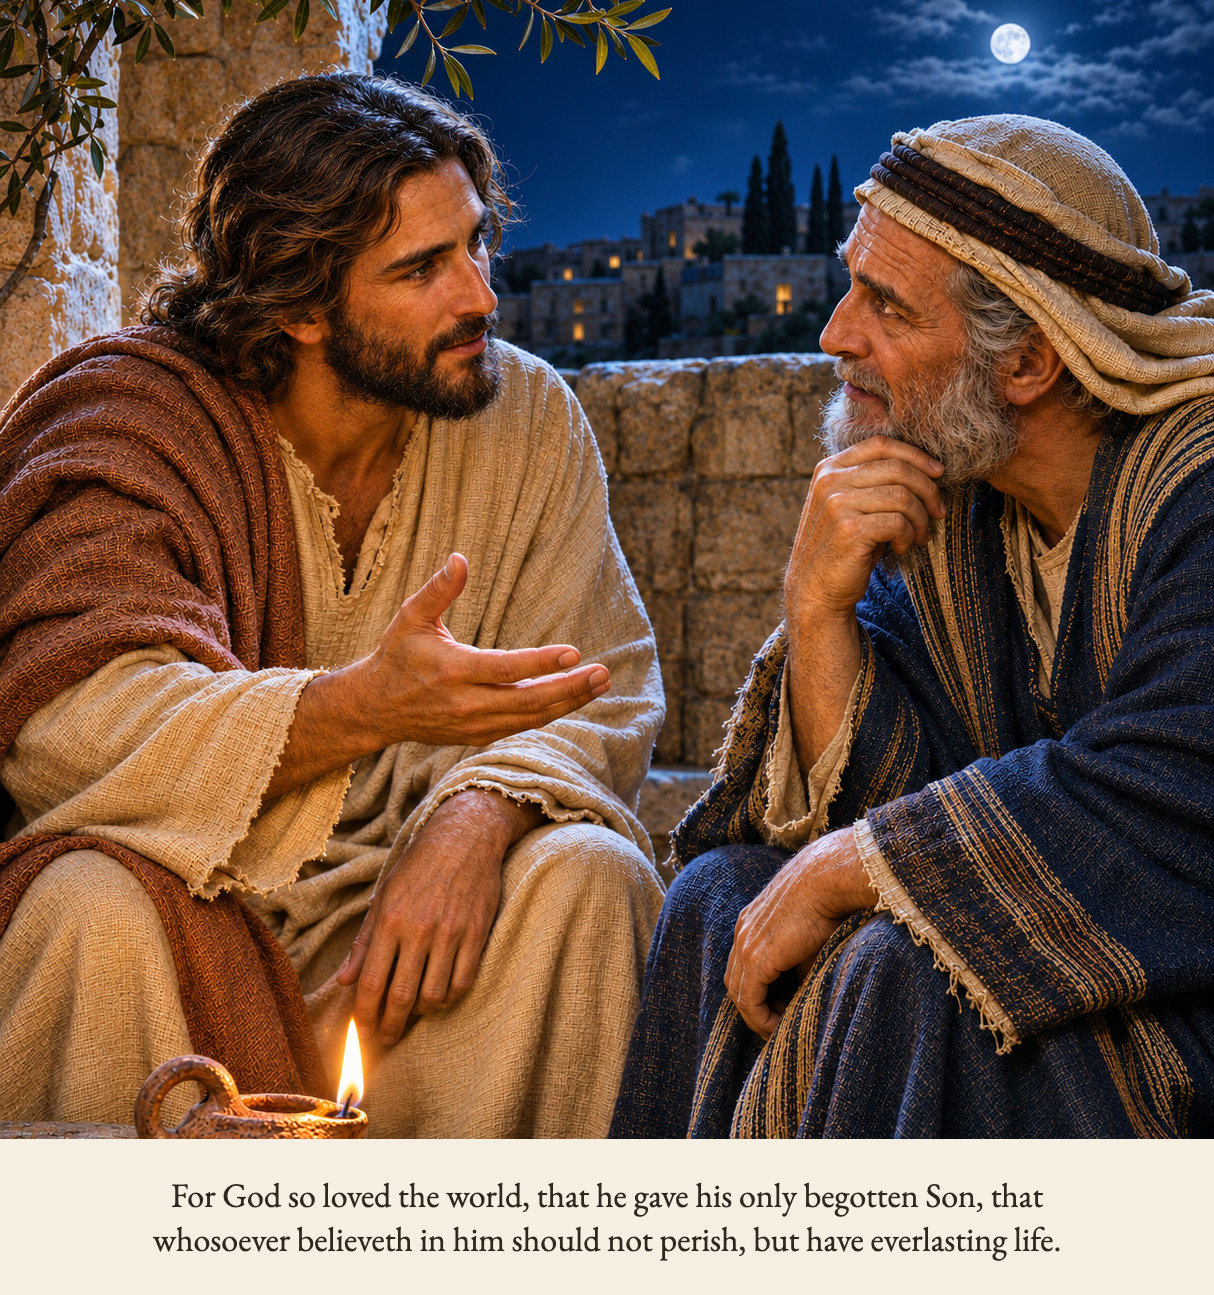 For God so loved the world, that he gave his only begotten Son, that
whosoever believeth in him should not perish, but have everlasting life.